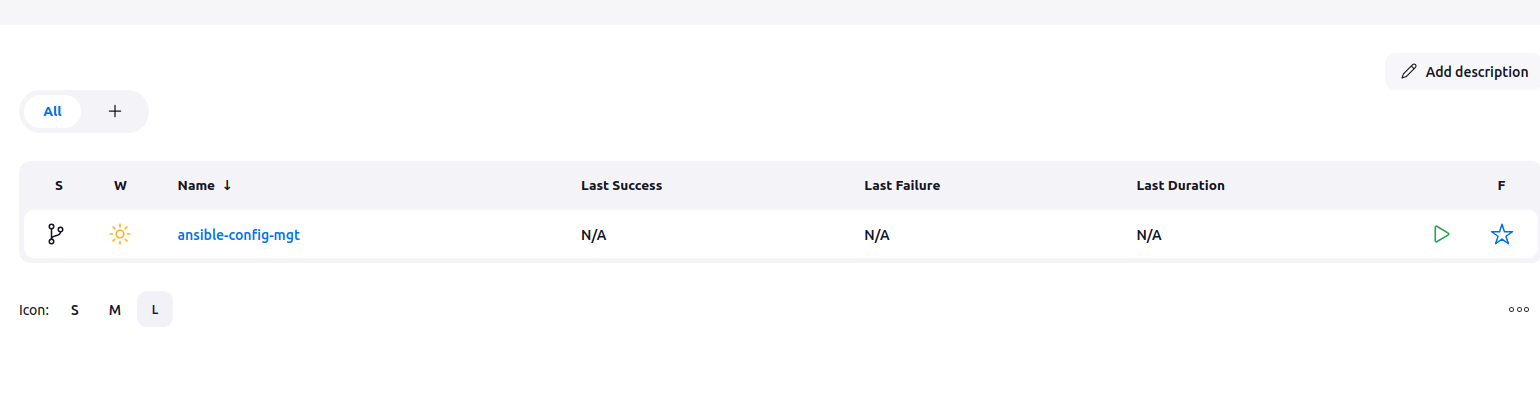 Add description
All +
S W Name ↓ Last Success Last Failure Last Duration F
ansible-config-mgt N/A N/A N/A
Icon: S M L